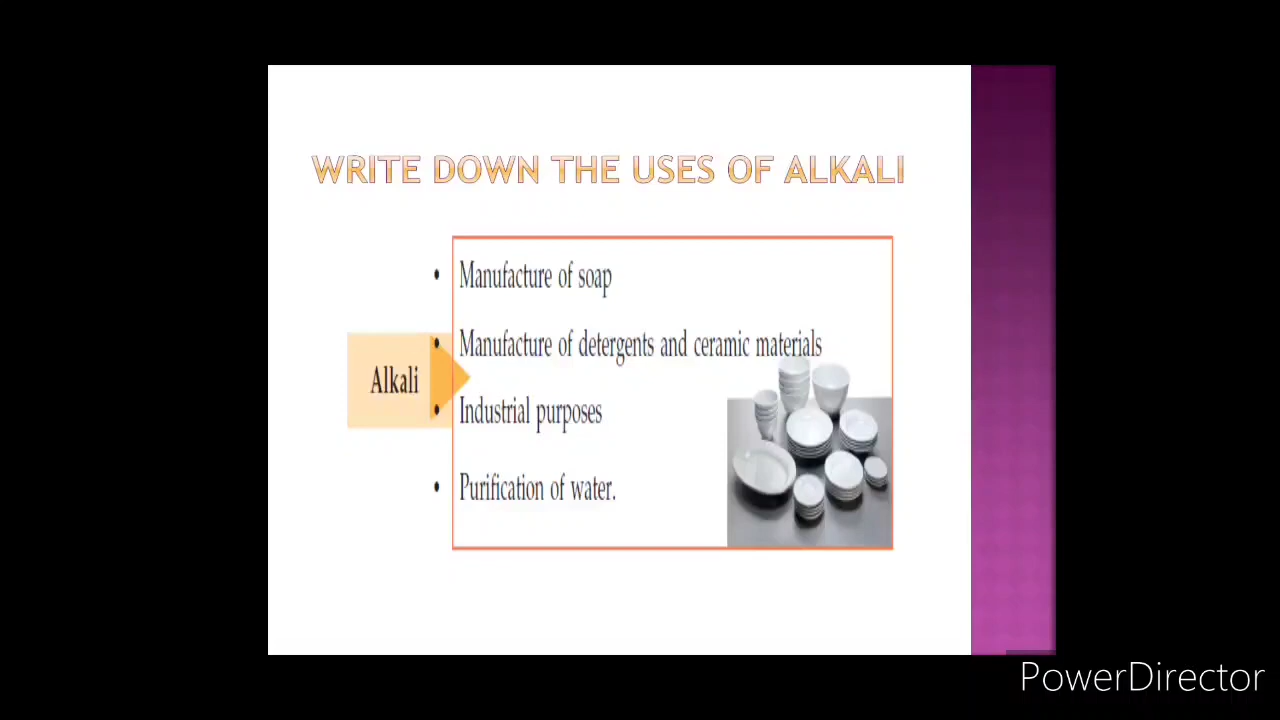 WRITE DOWN THE USES OF ALKALI
Alkali
• Manufacture of soap
• Manufacture of detergents and ceramic materials
• Industrial purposes
• Purification of water.
PowerDirector